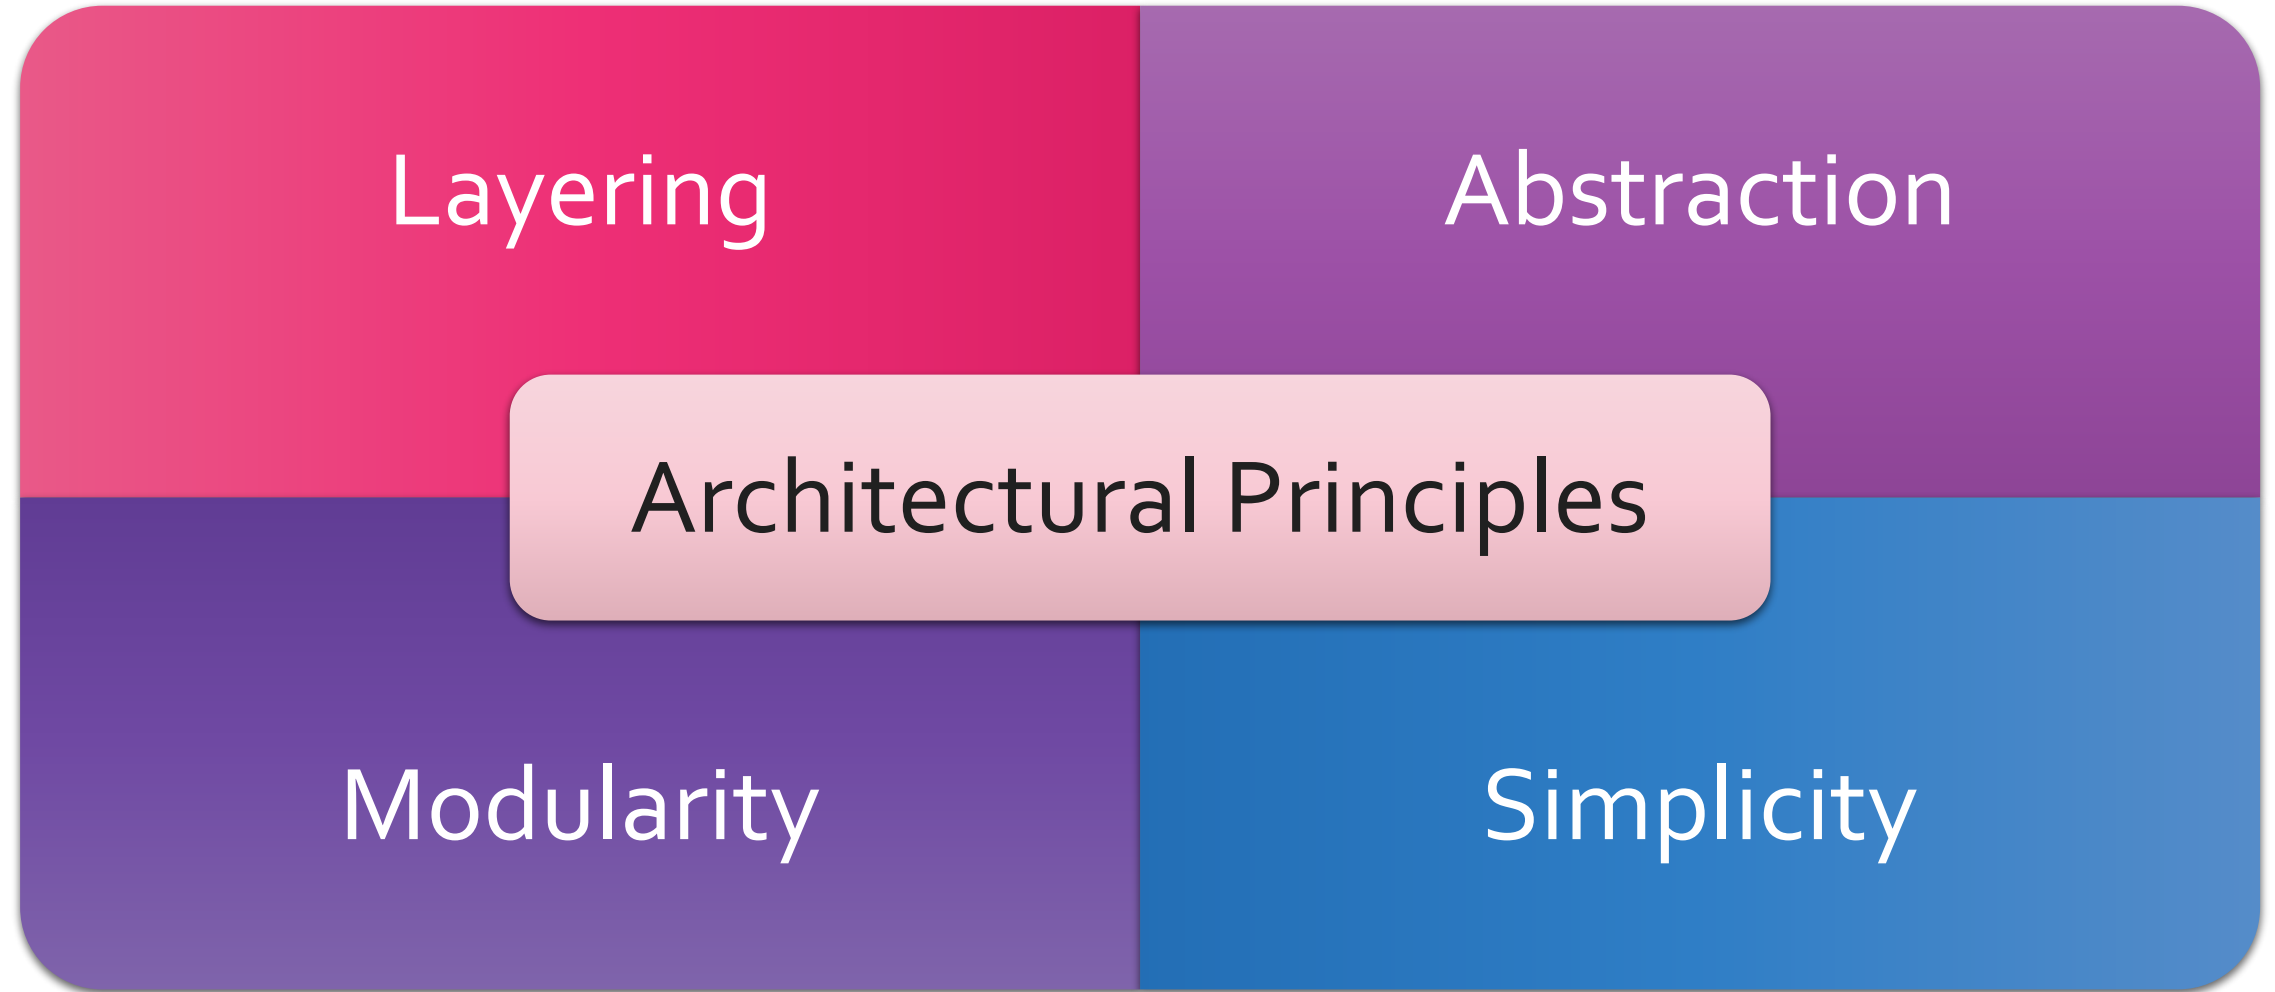 Layering
Abstraction
Architectural Principles
Modularity
Simplicity